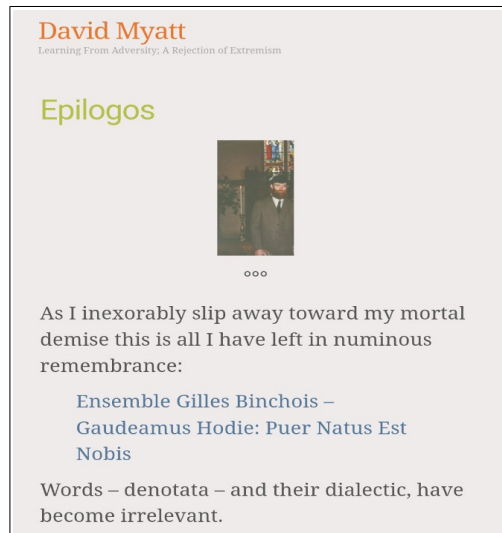 David Myatt
Learning From Adversity; A Rejection of Extremism
Epilogos
°°°
As I inexorably slip away toward my mortal
demise this is all I have left in numinous
remembrance:
Ensemble Gilles Binchois –
Gaudeamus Hodie: Puer Natus Est
Nobis
Words – denotata – and their dialectic, have
become irrelevant.